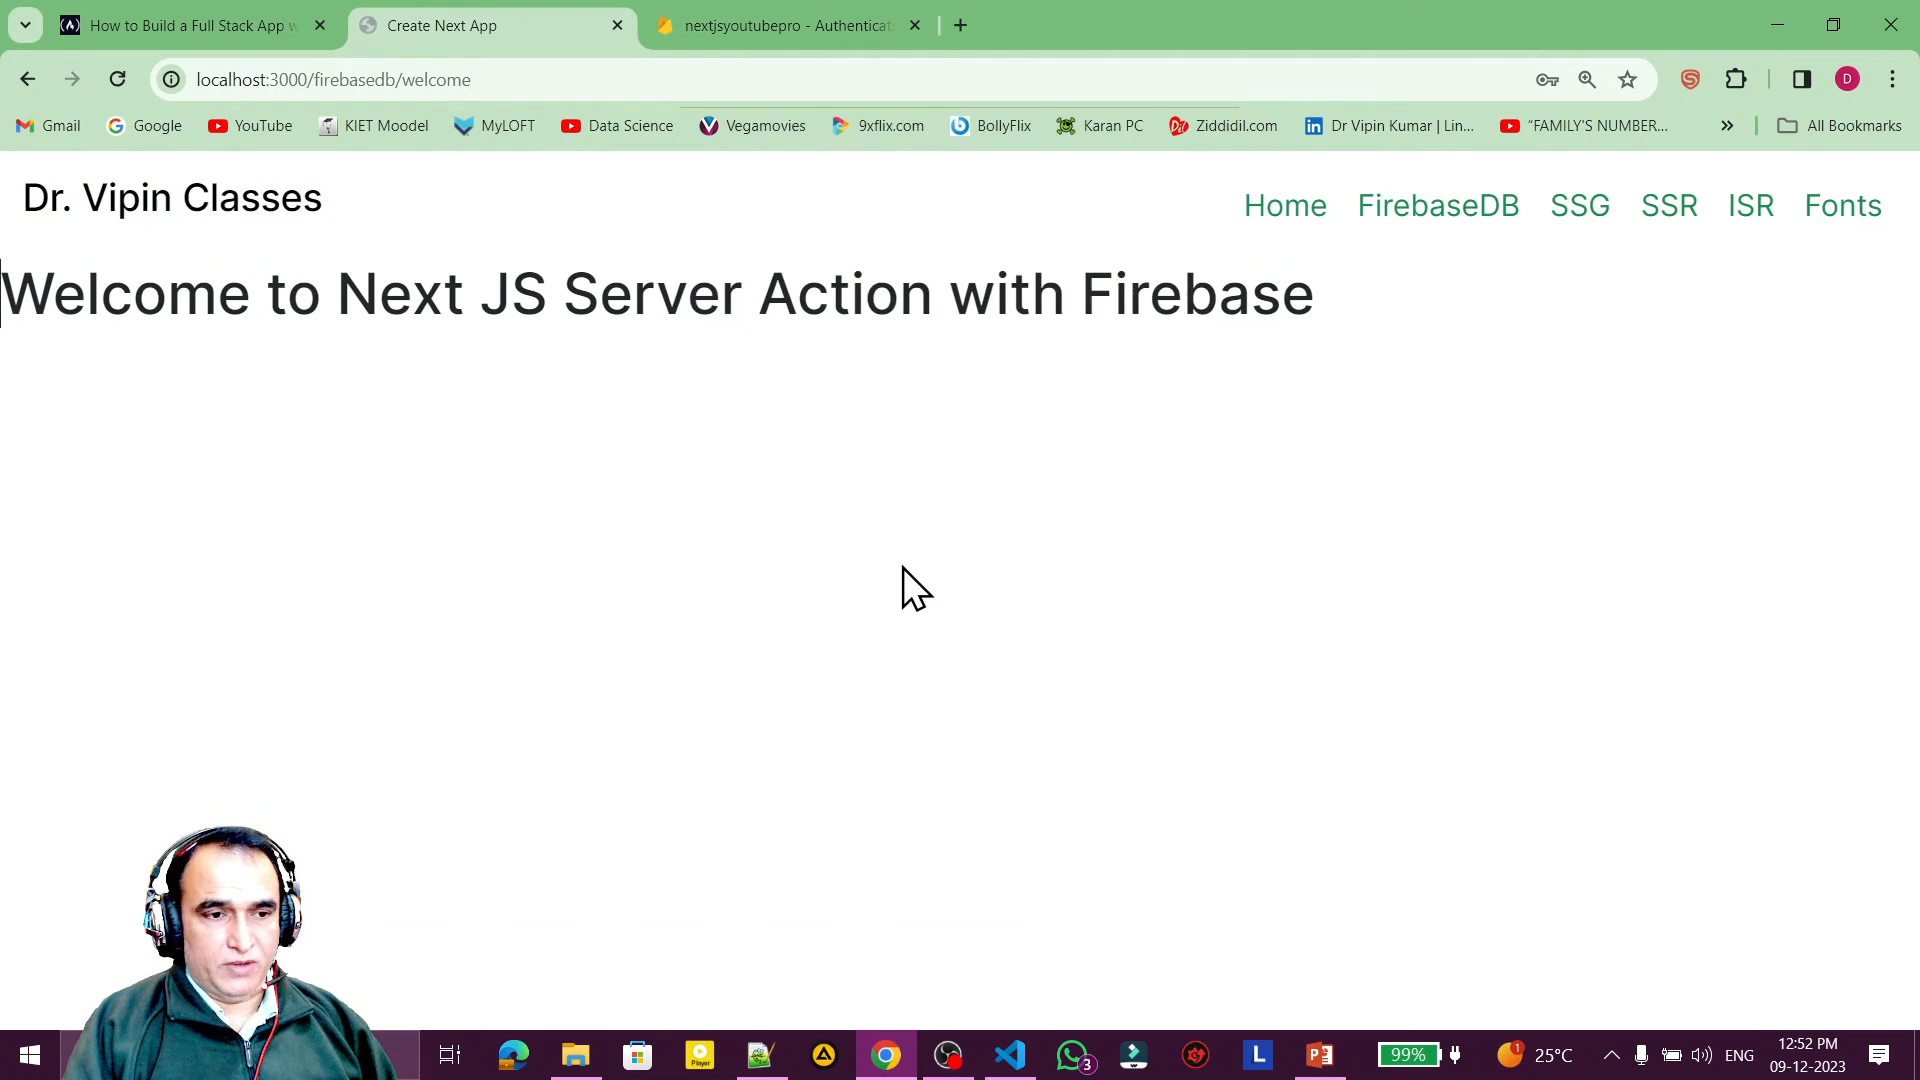 How to Build a Full Stack App w
Create Next App
nextjsyoutubepro - Authenticat
localhost:3000/firebasedb/welcome
D
Gmail
Google
YouTube
KIET Moodel
MyLOFT
Data Science
Vegamovies
9xflix.com
BollyFlix
Karan PC
Ziddidil.com
Dr Vipin Kumar | Lin...
"FAMILY'S NUMBER...
All Bookmarks
Dr. Vipin Classes
Home FirebaseDB SSG SSR ISR Fonts
Welcome to Next JS Server Action with Firebase
Player
3
L
99%
1
25°C
ENG
12:52 PM
09-12-2023